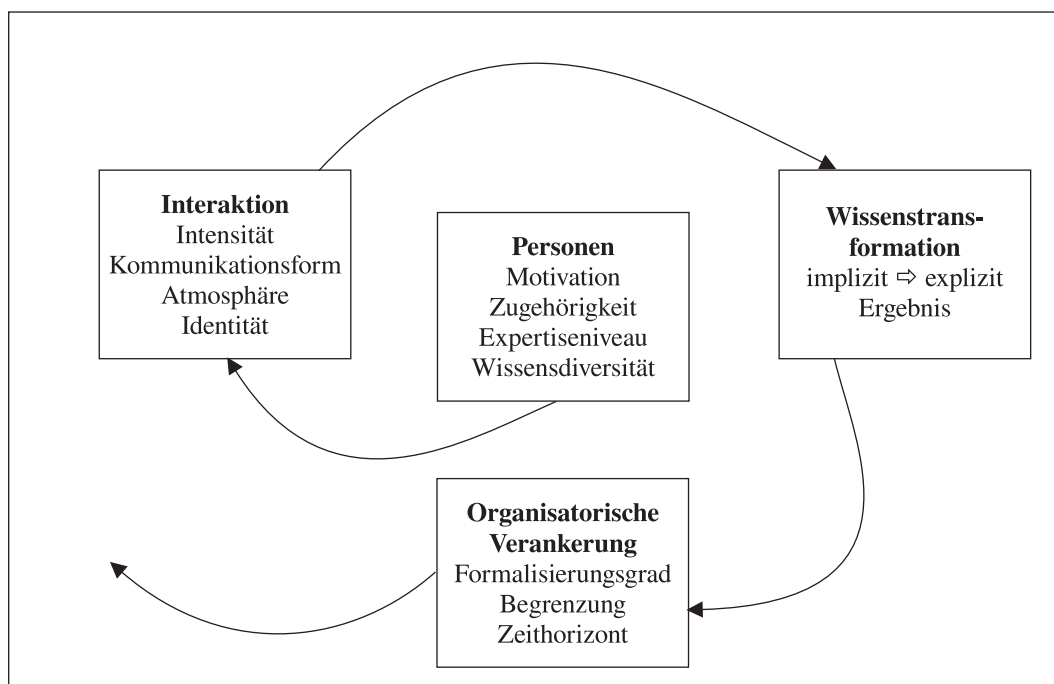 Interaktion
Intensität
Kommunikationsform
Atmosphäre
Identität
Personen
Motivation
Zugehörigkeit
Expertiseniveau
Wissensdiversität
Wissenstrans-
formation
implizit ⇨ explizit
Ergebnis
Organisatorische
Verankerung
Formalisierungsgrad
Begrenzung
Zeithorizont